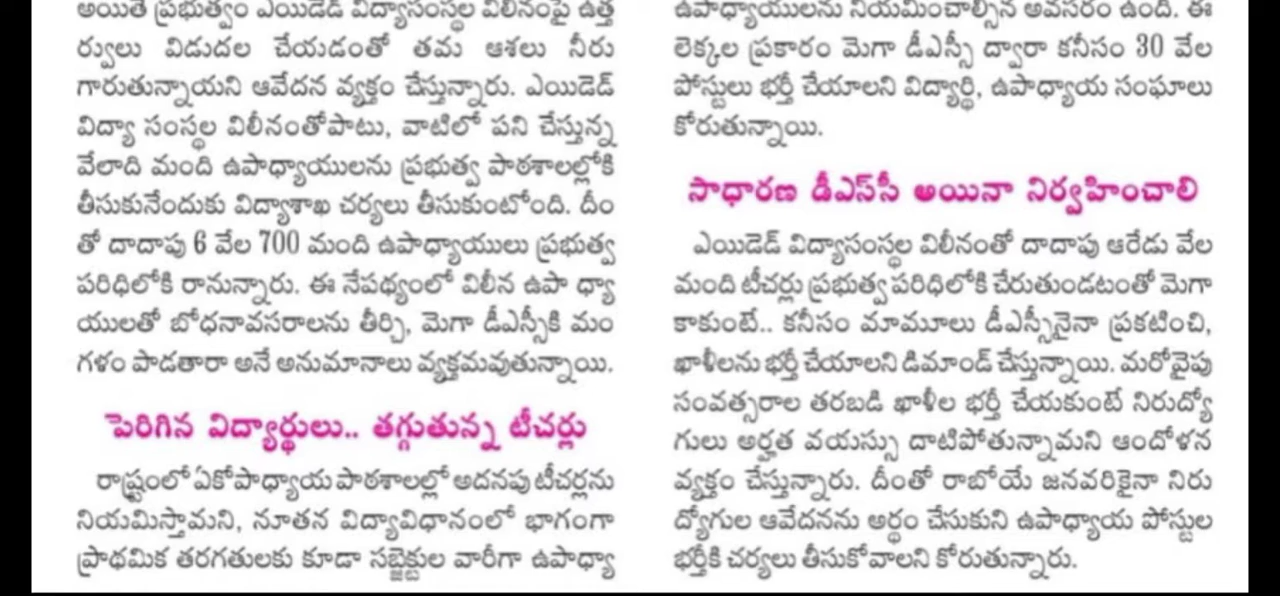 అయితే ప్రభుత్వం ఎయిడెడ్ విద్యాసంస్థల విలీనంపై ఉత్త
ర్వులు విడుదల చేయడంతో తమ ఆశలు నీరు
గారుతున్నాయని ఆవేదన వ్యక్తం చేస్తున్నారు. ఎయిడెడ్
విద్యా సంస్థల విలీనంతోపాటు, వాటిలో పని చేస్తున్న
వేలాది మంది ఉపాధ్యాయులను ప్రభుత్వ పాఠశాలల్లోకి
తీసుకునేందుకు విద్యాశాఖ చర్యలు తీసుకుంటోంది. దీం
తో దాదాపు 6 వేల 700 మంది ఉపాధ్యాయులు ప్రభుత్వ
పరిధిలోకి రానున్నారు. ఈ నేపథ్యంలో విలీన ఉపా ధ్యా
యులతో బోధనావసరాలను తీర్చి, మెగా డీఎస్సీకి మం
గళం పాడతారా అనే అనుమానాలు వ్యక్తమవుతున్నాయి.
పెరిగిన విద్యార్థులు.. తగ్గుతున్న టీచర్లు
రాష్ట్రంలో ఏకోపాధ్యాయ పాఠశాలల్లో అదనపు టీచర్లను
నియమిస్తామని, నూతన విద్యావిధానంలో భాగంగా
ప్రాథమిక తరగతులకు కూడా సబ్జెక్టుల వారీగా ఉపాధ్యా
ఉపాధ్యాయులను నియమించాల్సిన అవసరం ఉంది. ఈ
లెక్కల ప్రకారం మెగా డీఎస్సీ ద్వారా కనీసం 30 వేల
పోస్టులు భర్తీ చేయాలని విద్యార్థి, ఉపాధ్యాయ సంఘాలు
కోరుతున్నాయి.
సాధారణ డీఎస్‌సీ అయినా నిర్వహించాలి
ఎయిడెడ్ విద్యాసంస్థల విలీనంతో దాదాపు ఆరేడు వేల
మంది టీచర్లు ప్రభుత్వ పరిధిలోకి చేరుతుండటంతో మెగా
కాకుంటే.. కనీసం మామూలు డీఎస్సీనైనా ప్రకటించి,
ఖాళీలను భర్తీ చేయాలని డిమాండ్ చేస్తున్నాయి. మరోవైపు
సంవత్సరాల తరబడి ఖాళీల భర్తీ చేయకుంటే నిరుద్యో
గులు అర్హత వయస్సు దాటిపోతున్నామని ఆందోళన
వ్యక్తం చేస్తున్నారు. దీంతో రాబోయే జనవరికైనా నిరు
ద్యోగుల ఆవేదనను అర్థం చేసుకుని ఉపాధ్యాయ పోస్టుల
భర్తీకి చర్యలు తీసుకోవాలని కోరుతున్నారు.